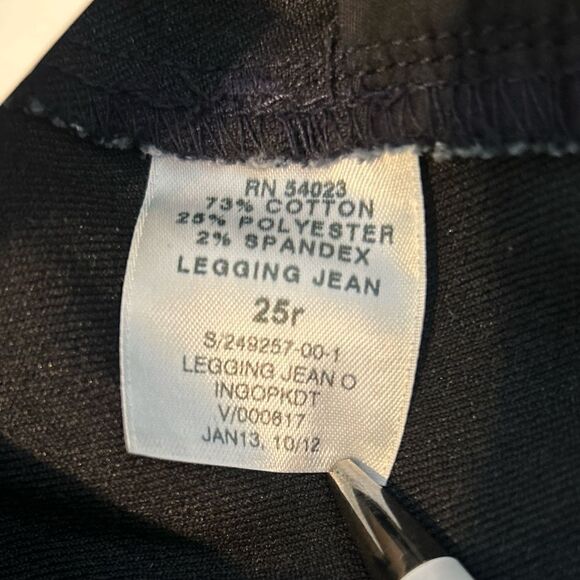 RN 54023
73% COTTON
25% POLYESTER
2% SPANDEX
LEGGING JEAN
25r
S/249257-00-1
LEGGING JEAN O
INGOPKDT
V/000617
JAN13, 10/12